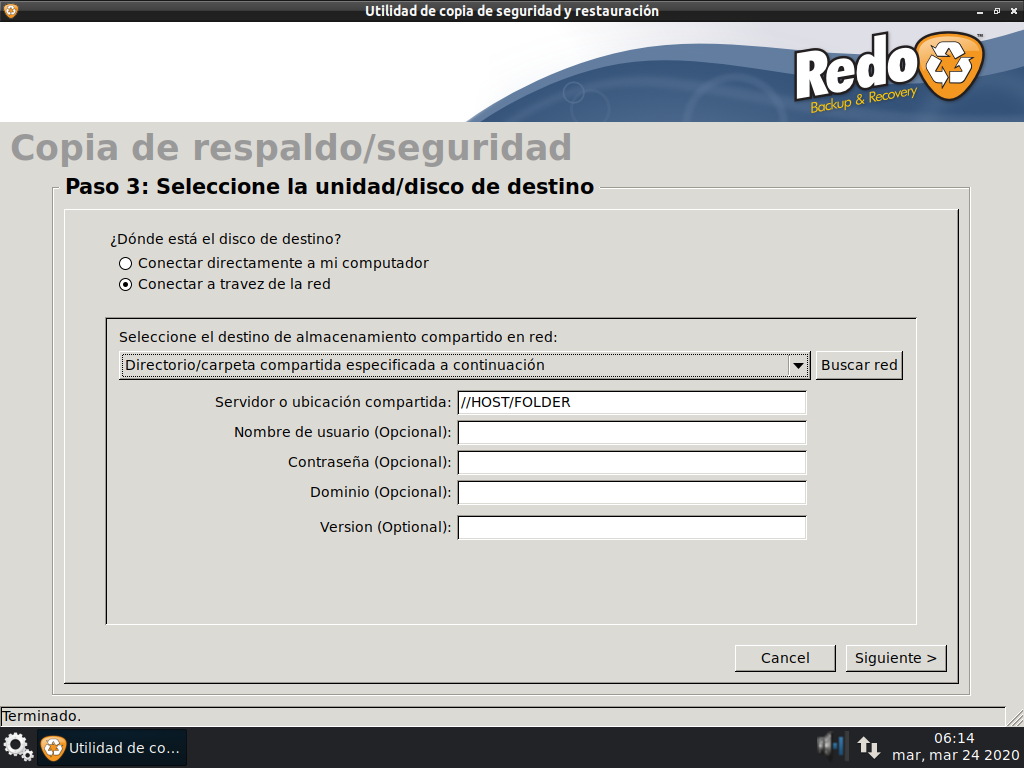 Utilidad de copia de seguridad y restauración
Redo™
Backup & Recovery
Copia de respaldo/seguridad
Paso 3: Seleccione la unidad/disco de destino
¿Dónde está el disco de destino?
Conectar directamente a mi computador
Conectar a travez de la red
Seleccione el destino de almacenamiento compartido en red:
Directorio/carpeta compartida especificada a continuación
Buscar red
Servidor o ubicación compartida: //HOST/FOLDER
Nombre de usuario (Opcional):
Contraseña (Opcional):
Dominio (Opcional):
Version (Optional):
Cancel
Siguiente >
Terminado.
Utilidad de co...
06:14
mar, mar 24 2020